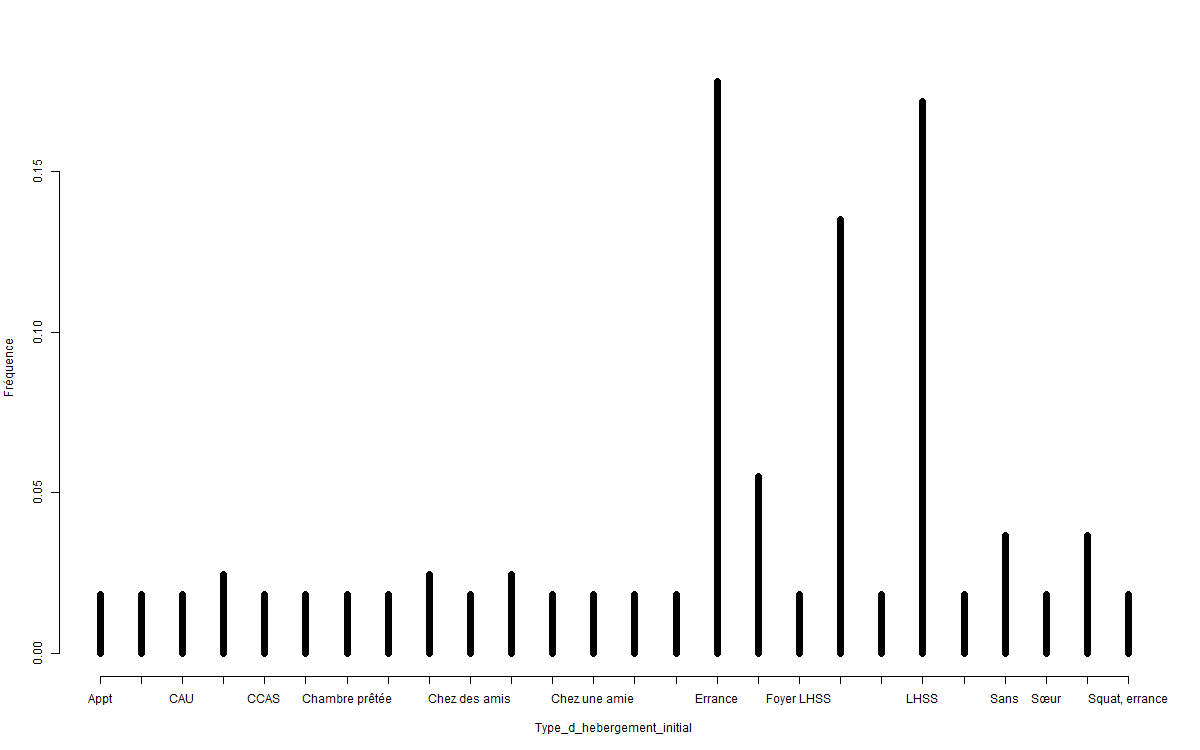 Fréquence
0.15
0.10
0.05
0.00
Appt CAU CCAS Chambre prêtée Chez des amis Chez une amie Errance Foyer LHSS LHSS Sans Sœur Squat, errance
Type_d_hebergement_initial